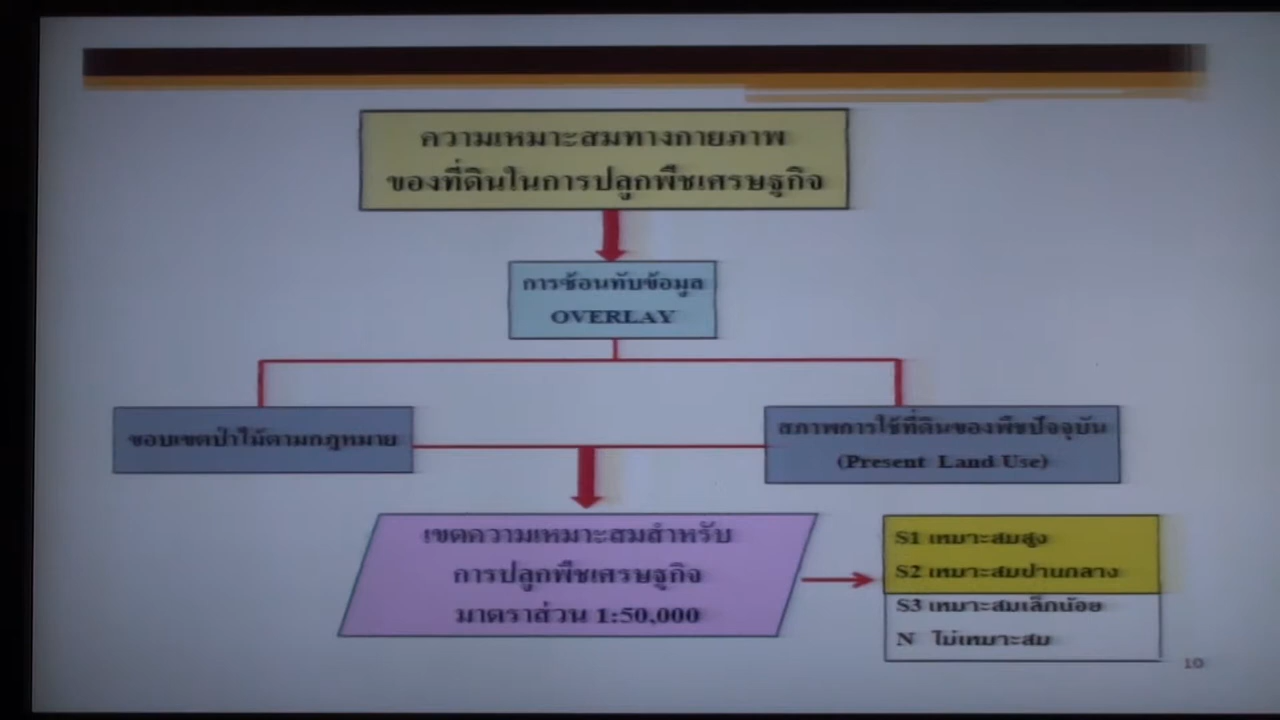 ความเหมาะสมทางกายภาพ
ของที่ดินในการปลูกพืชเศรษฐกิจ
การซ้อนทับข้อมูล
OVERLAY
ขอบเขตป่าไม้ตามกฎหมาย
สภาพการใช้ที่ดินของพืชปัจจุบัน
(Present Land Use)
เขตความเหมาะสมสำหรับ
การปลูกพืชเศรษฐกิจ
มาตราส่วน 1:50,000
S1 เหมาะสมสูง
S2 เหมาะสมปานกลาง
S3 เหมาะสมเล็กน้อย
N ไม่เหมาะสม
10